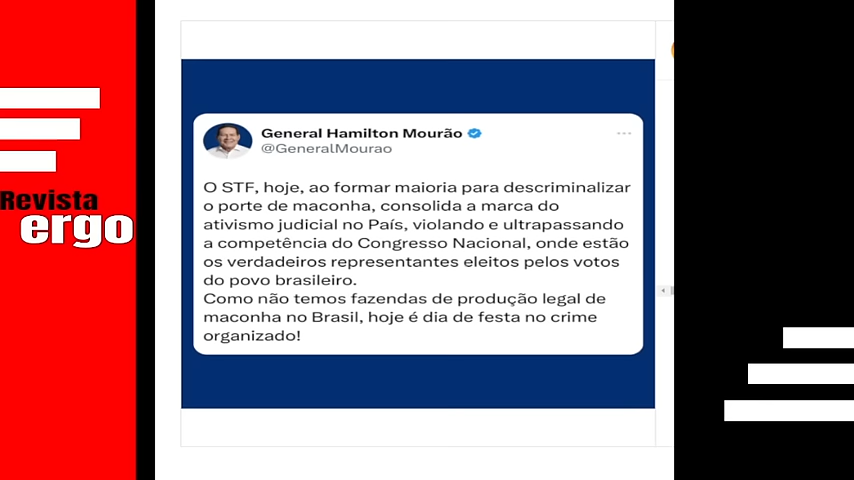 Revista
ergo
General Hamilton Mourão
@GeneralMourao
O STF, hoje, ao formar maioria para descriminalizar
o porte de maconha, consolida a marca do
ativismo judicial no País, violando e ultrapassando
a competência do Congresso Nacional, onde estão
os verdadeiros representantes eleitos pelos votos
do povo brasileiro.
Como não temos fazendas de produção legal de
maconha no Brasil, hoje é dia de festa no crime
organizado!